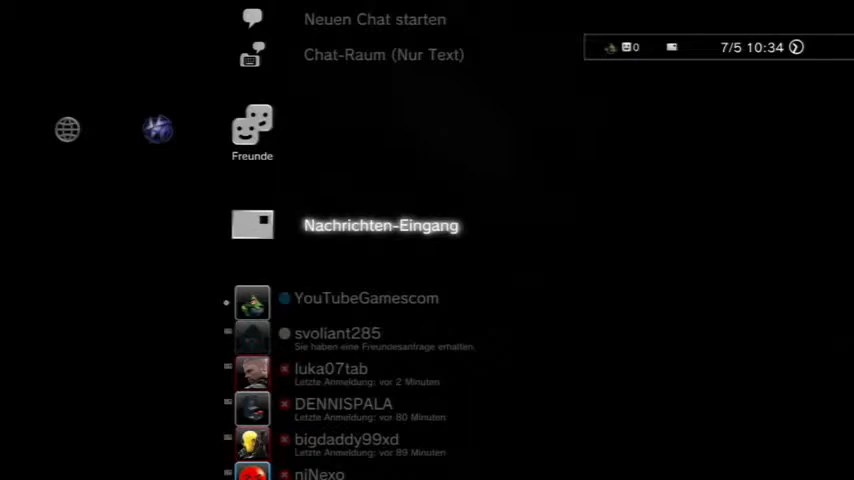 Neuen Chat starten
Chat-Raum (Nur Text)
0 7/5 10:34
Freunde
Nachrichten-Eingang
YouTubeGamescom
svoliant285
Sie haben eine Freundesanfrage erhalten.
luka07tab
Letzte Anmeldung: vor 2 Minuten
DENNISPALA
Letzte Anmeldung: vor 80 Minuten
bigdaddy99xd
Letzte Anmeldung: vor 89 Minuten
niNexo